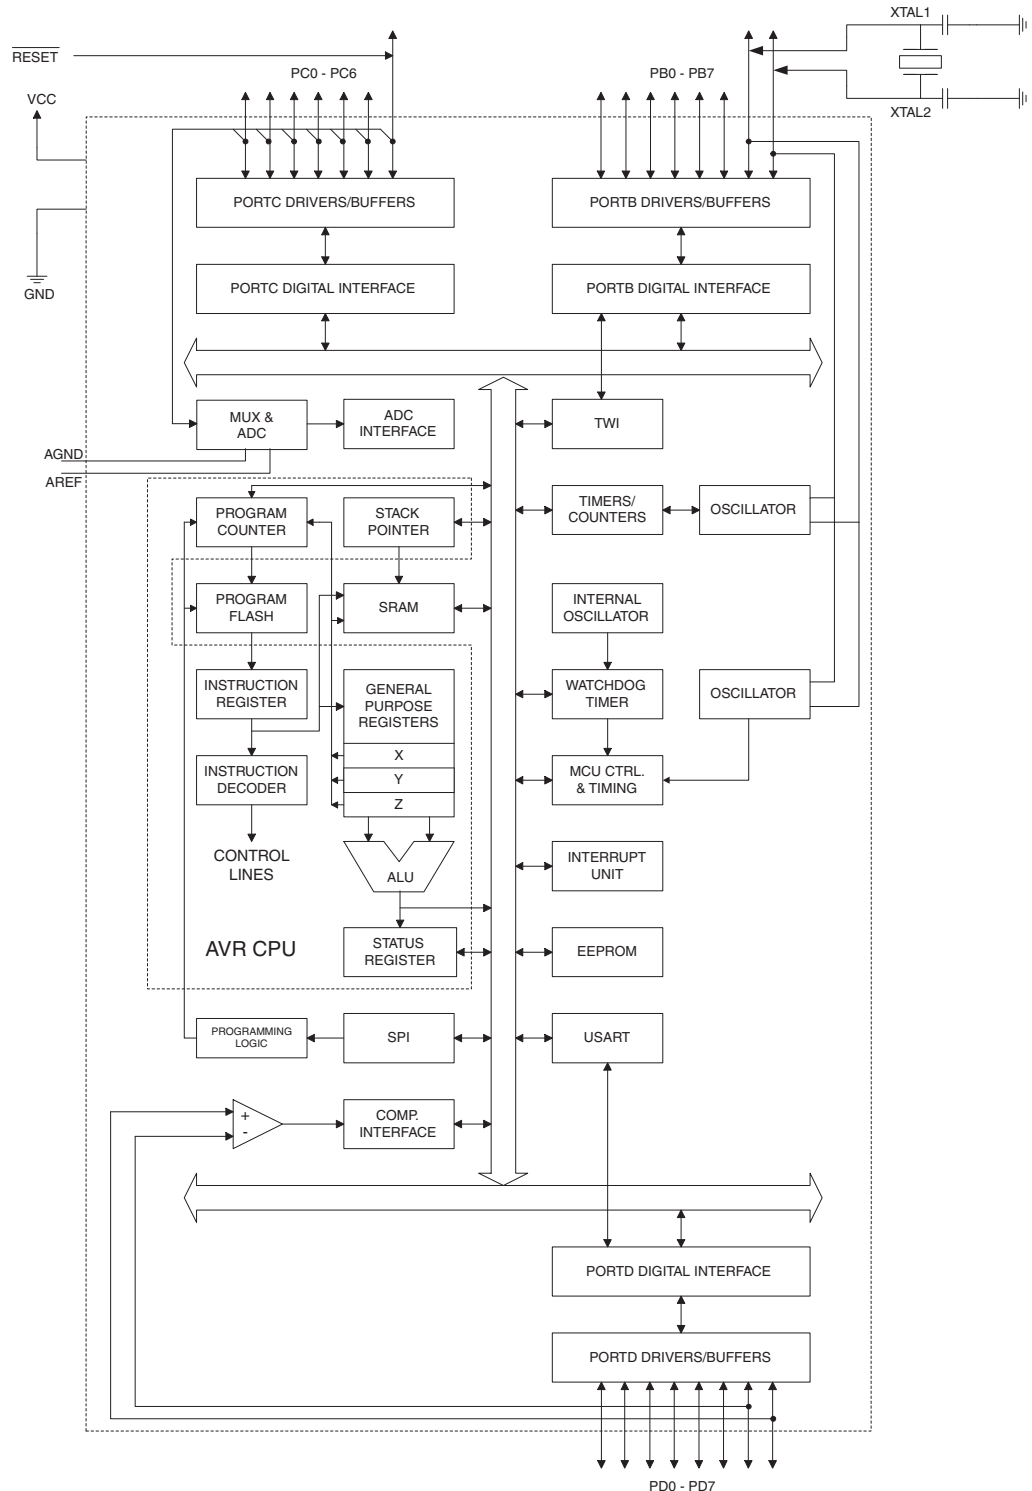 XTAL1
RESET
PC0 - PC6
PB0 - PB7
VCC
XTAL2
PORTC DRIVERS/BUFFERS
PORTB DRIVERS/BUFFERS
GND
PORTC DIGITAL INTERFACE
PORTB DIGITAL INTERFACE
MUX &
ADC
ADC
INTERFACE
TWI
AGND
AREF
PROGRAM
COUNTER
STACK
POINTER
TIMERS/
COUNTERS
OSCILLATOR
PROGRAM
FLASH
SRAM
INTERNAL
OSCILLATOR
INSTRUCTION
REGISTER
GENERAL
PURPOSE
REGISTERS
WATCHDOG
TIMER
OSCILLATOR
X
Y
Z
INSTRUCTION
DECODER
MCU CTRL.
& TIMING
CONTROL
LINES
ALU
INTERRUPT
UNIT
AVR CPU
STATUS
REGISTER
EEPROM
PROGRAMMING
LOGIC
SPI
USART
+
-
COMP.
INTERFACE
PORTD DIGITAL INTERFACE
PORTD DRIVERS/BUFFERS
PD0 - PD7